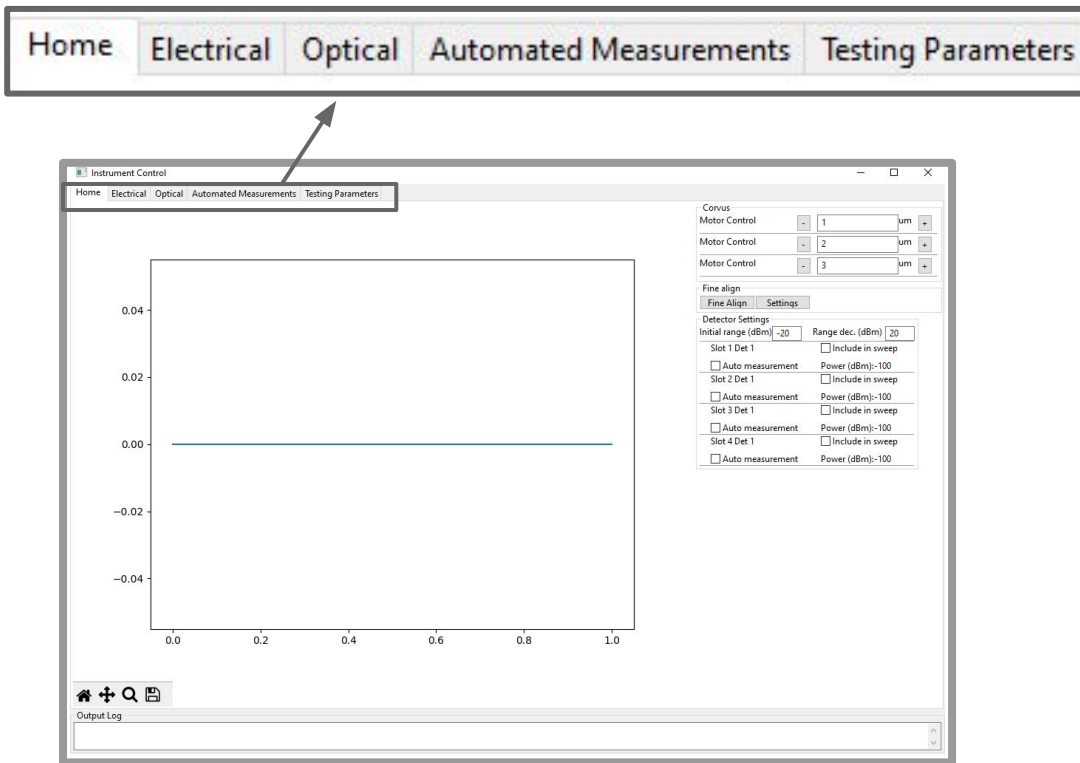 Home Electrical Optical Automated Measurements Testing Parameters
Instrument Control
Home Electrical Optical Automated Measurements Testing Parameters
Corvus
Motor Control - 1 um +
Motor Control - 2 um +
Motor Control - 3 um +
Fine align
Fine Align Settings
Detector Settings
Initial range (dBm) -20 Range dec. (dBm) 20
Slot 1 Det 1 Include in sweep
Auto measurement Power (dBm):-100
Slot 2 Det 1 Include in sweep
Auto measurement Power (dBm):-100
Slot 3 Det 1 Include in sweep
Auto measurement Power (dBm):-100
Slot 4 Det 1 Include in sweep
Auto measurement Power (dBm):-100
0.04
0.02
0.00
−0.02
−0.04
0.0 0.2 0.4 0.6 0.8 1.0
Output Log